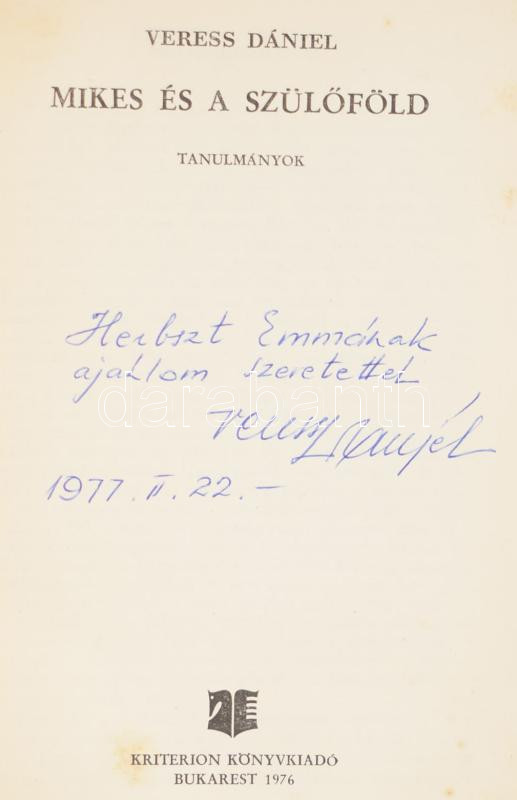 VERESS DÁNIEL
MIKES ÉS A SZÜLŐFÖLD
TANULMÁNYOK
Herbszt Emmának
ajánlom szeretettel
darabanth
Veress Dániel
1977. II. 22. —
KRITERION KÖNYVKIADÓ
BUKAREST 1976